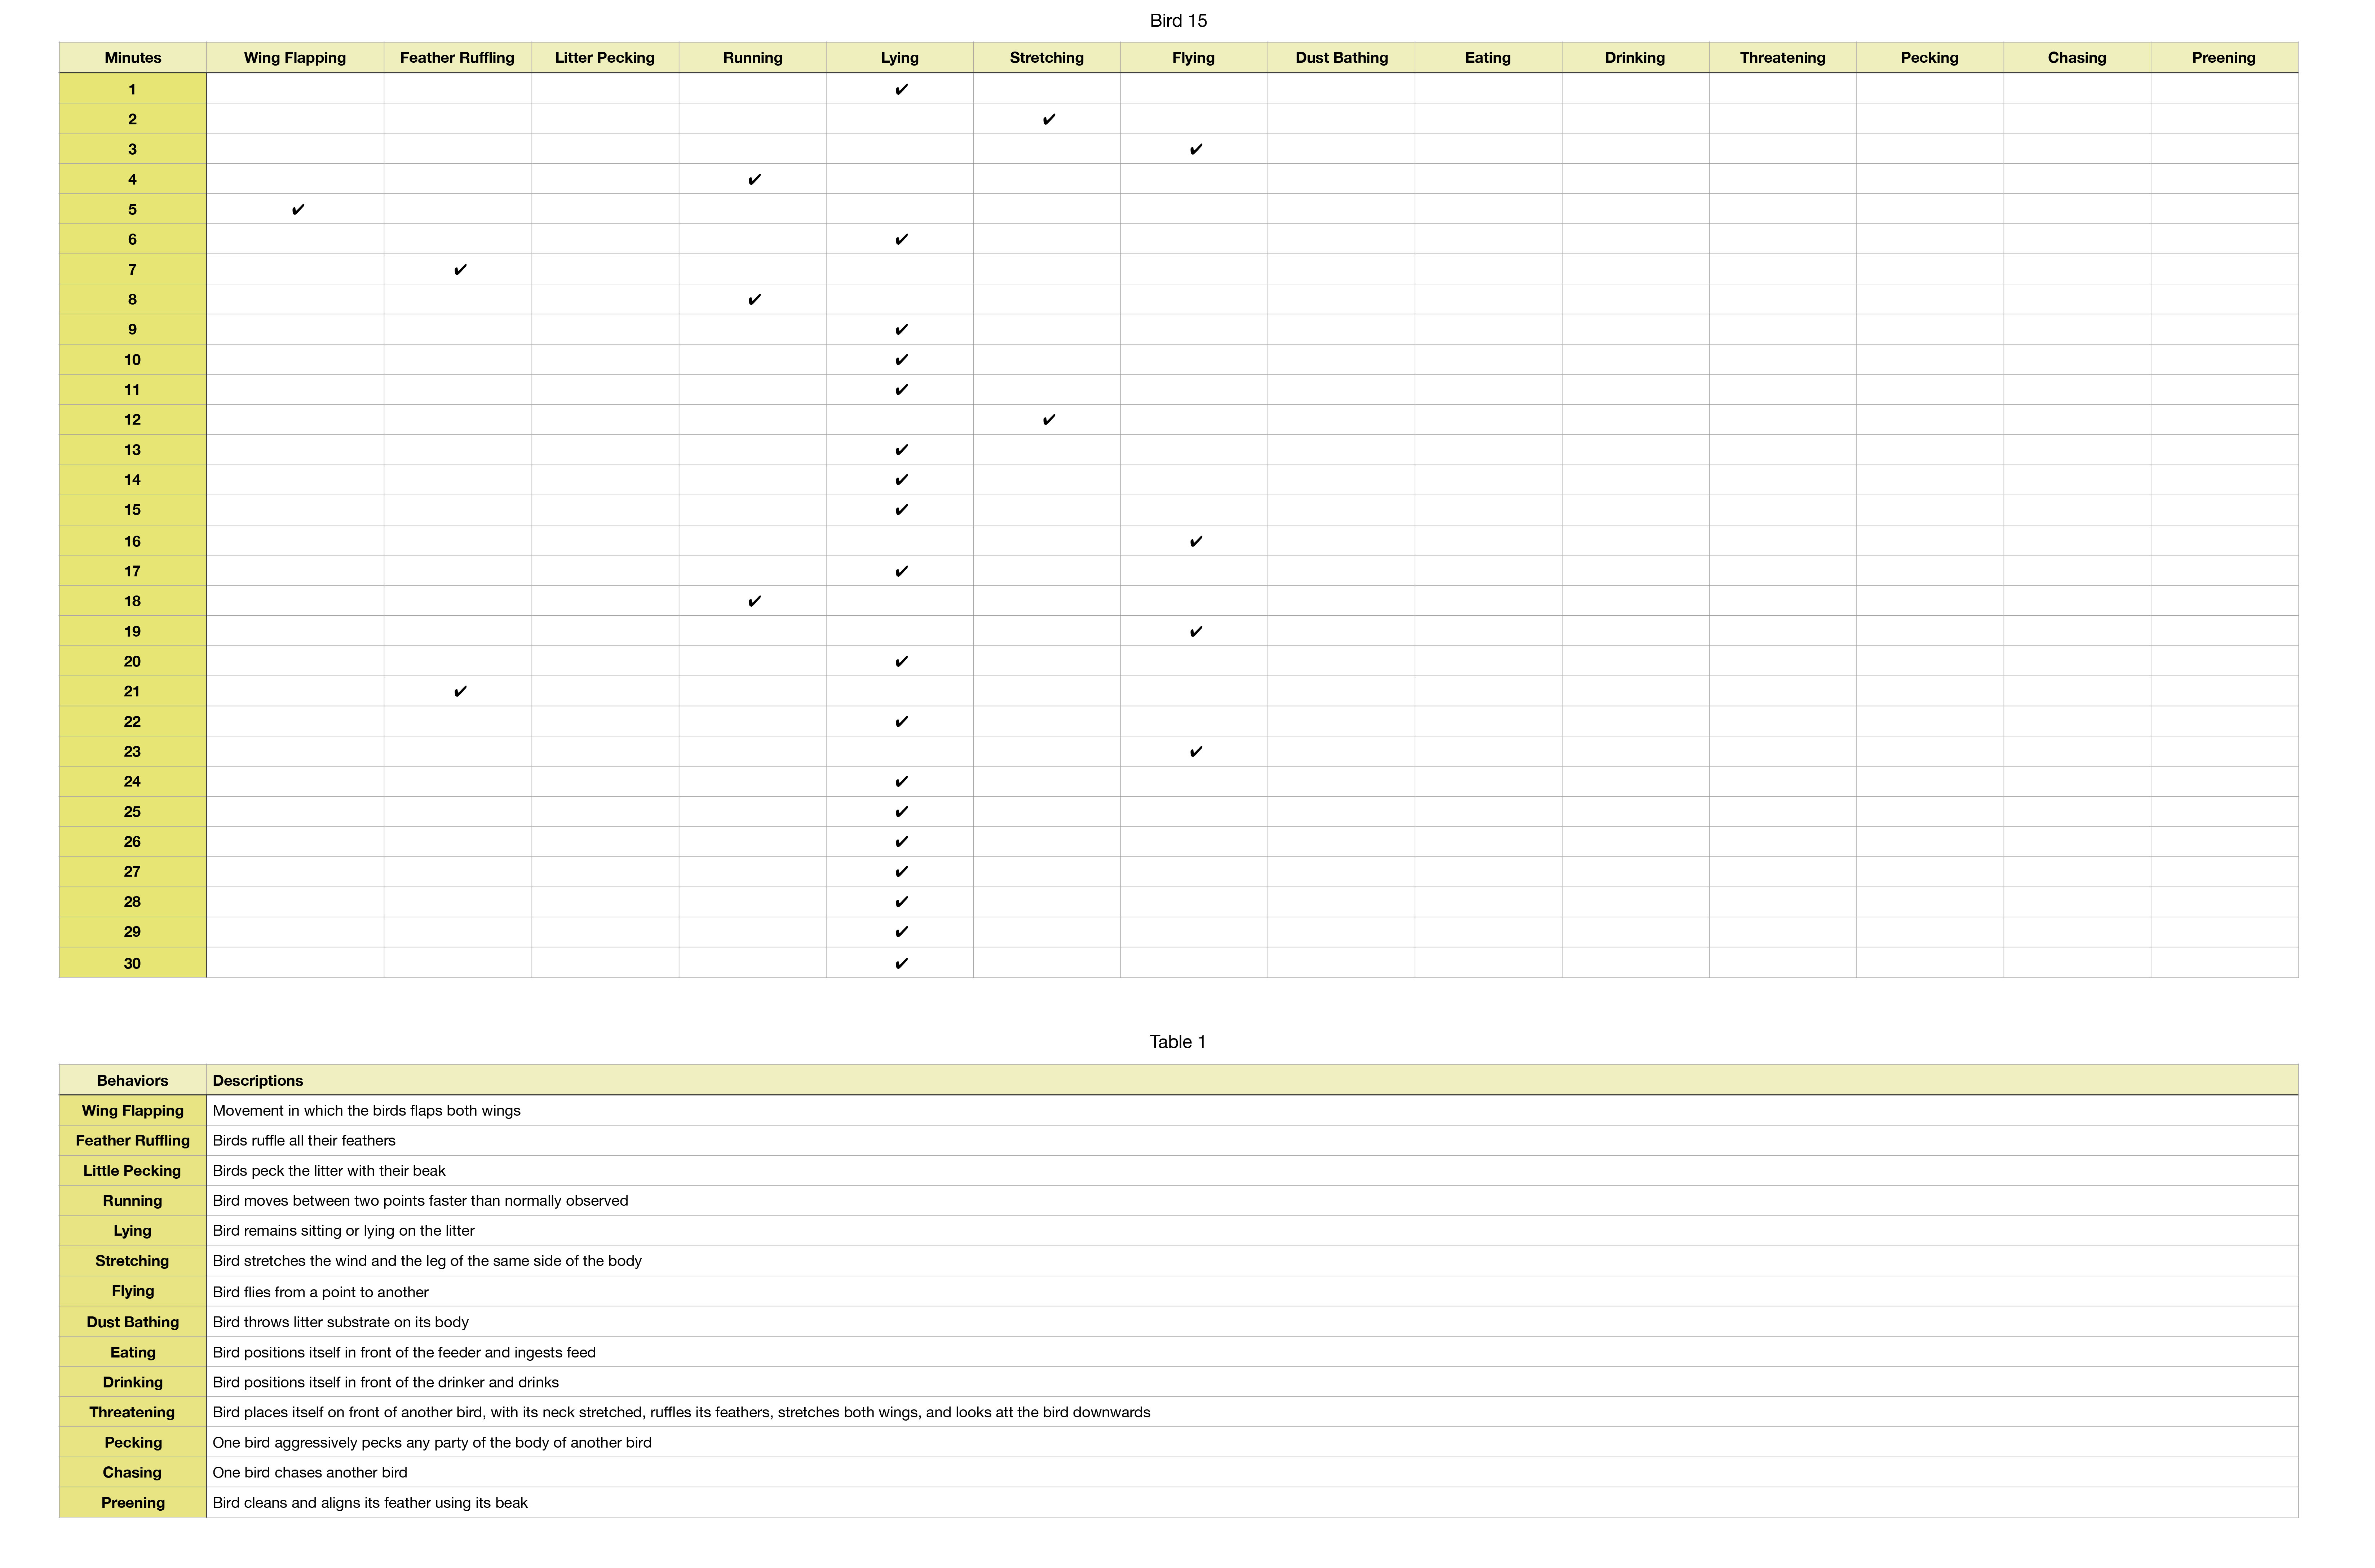 Bird 15
Minutes Wing Flapping Feather Ruffling Litter Pecking Running Lying Stretching Flying Dust Bathing Eating Drinking Threatening Pecking Chasing Preening
1 ✔
2 ✔
3 ✔
4 ✔
5 ✔
6 ✔
7 ✔
8 ✔
9 ✔
10 ✔
11 ✔
12 ✔
13 ✔
14 ✔
15 ✔
16 ✔
17 ✔
18 ✔
19 ✔
20 ✔
21 ✔
22 ✔
23 ✔
24 ✔
25 ✔
26 ✔
27 ✔
28 ✔
29 ✔
30 ✔
Table 1
Behaviors Descriptions
Wing Flapping Movement in which the birds flaps both wings
Feather Ruffling Birds ruffle all their feathers
Little Pecking Birds peck the litter with their beak
Running Bird moves between two points faster than normally observed
Lying Bird remains sitting or lying on the litter
Stretching Bird stretches the wind and the leg of the same side of the body
Flying Bird flies from a point to another
Dust Bathing Bird throws litter substrate on its body
Eating Bird positions itself in front of the feeder and ingests feed
Drinking Bird positions itself in front of the drinker and drinks
Threatening Bird places itself on front of another bird, with its neck stretched, ruffles its feathers, stretches both wings, and looks att the bird downwards
Pecking One bird aggressively pecks any party of the body of another bird
Chasing One bird chases another bird
Preening Bird cleans and aligns its feather using its beak